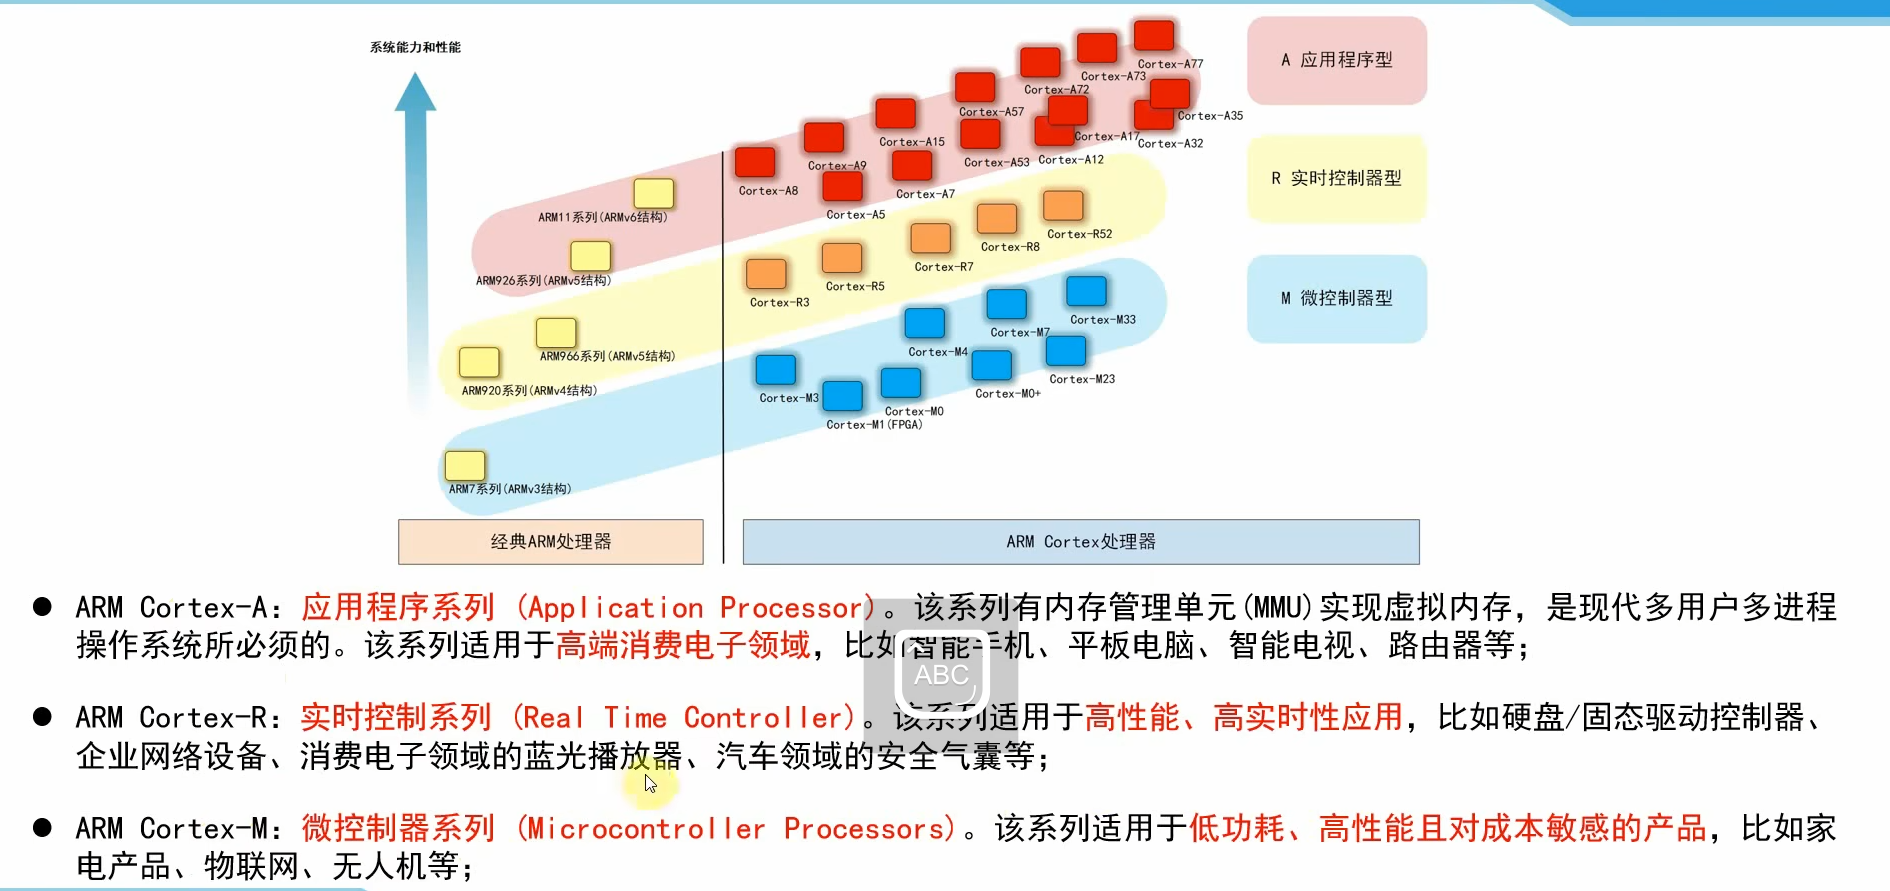 系统能力和性能
Cortex-A77
Cortex-A73
Cortex-A72
Cortex-A57
Cortex-A35
Cortex-A17
Cortex-A32
Cortex-A15
Cortex-A53
Cortex-A12
Cortex-A9
Cortex-A8
Cortex-A7
Cortex-A5
ARM11系列(ARMv6结构)
ARM926系列(ARMv5结构)
Cortex-R52
Cortex-R8
Cortex-R7
Cortex-R5
Cortex-R3
ARM966系列(ARMv5结构)
ARM920系列(ARMv4结构)
Cortex-M33
Cortex-M7
Cortex-M4
Cortex-M23
Cortex-M0+
Cortex-M3
Cortex-M0
Cortex-M1(FPGA)
ARM7系列(ARMv3结构)
A 应用程序型
R 实时控制器型
M 微控制器型
经典ARM处理器
ARM Cortex处理器
● ARM Cortex-A：应用程序系列 (Application Processor)。该系列有内存管理单元(MMU)实现虚拟内存，是现代多用户多进程
操作系统所必须的。该系列适用于高端消费电子领域，比如智能手机、平板电脑、智能电视、路由器等；
ABC
● ARM Cortex-R：实时控制系列 (Real Time Controller)。该系列适用于高性能、高实时性应用，比如硬盘/固态驱动控制器、
企业网络设备、消费电子领域的蓝光播放器、汽车领域的安全气囊等；
● ARM Cortex-M：微控制器系列 (Microcontroller Processors)。该系列适用于低功耗、高性能且对成本敏感的产品，比如家
电产品、物联网、无人机等；